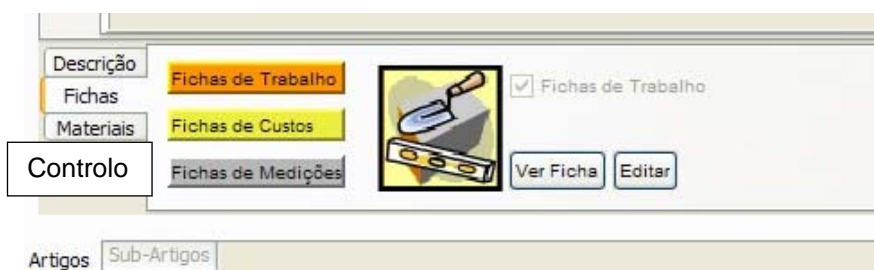 Descrição
Fichas
Materiais
Controlo
Fichas de Trabalho
Fichas de Custos
Fichas de Medições
Fichas de Trabalho
Ver Ficha
Editar
Artigos
Sub-Artigos